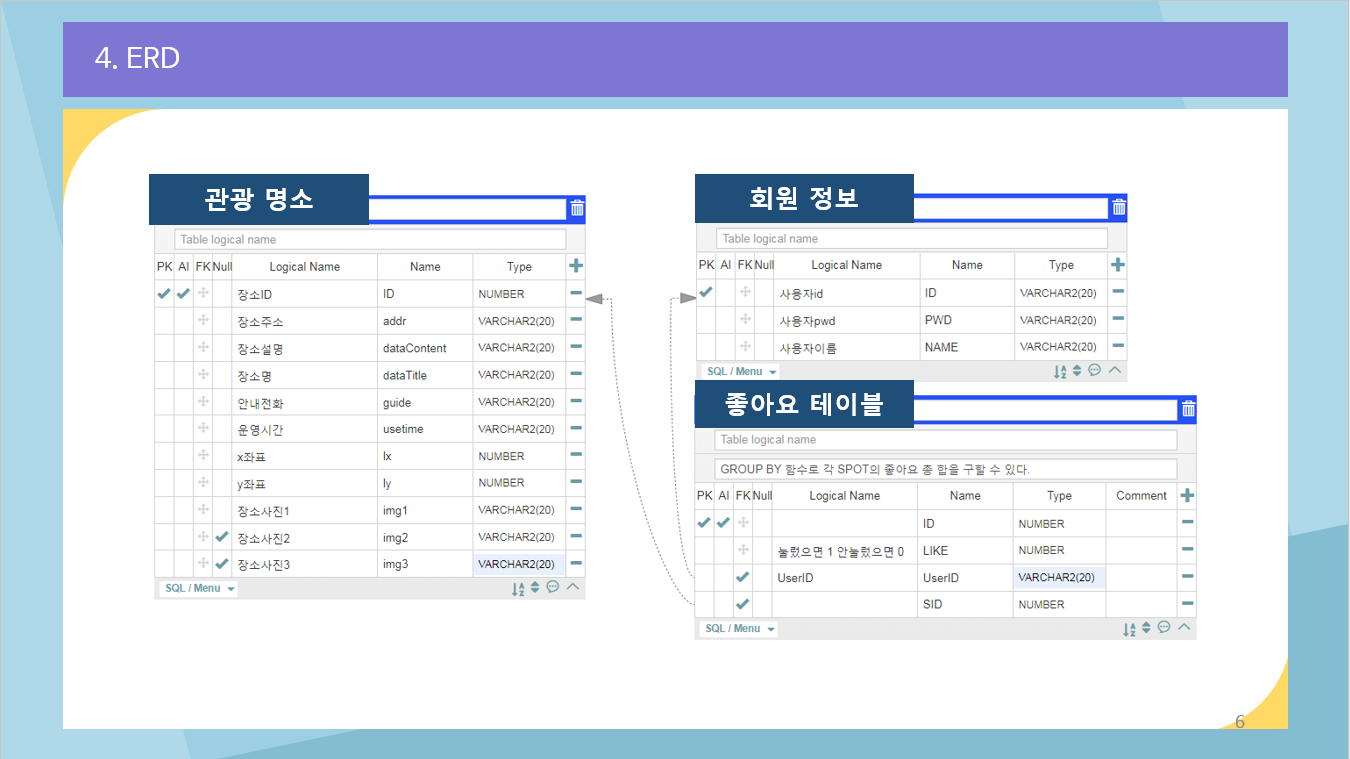 4. ERD
관광 명소
Table logical name
PK AI FK Null Logical Name Name Type
장소ID ID NUMBER
장소주소 addr VARCHAR2(20)
장소설명 dataContent VARCHAR2(20)
장소명 dataTitle VARCHAR2(20)
안내전화 guide VARCHAR2(20)
운영시간 usetime VARCHAR2(20)
x좌표 lx NUMBER
y좌표 ly NUMBER
장소사진1 img1 VARCHAR2(20)
장소사진2 img2 VARCHAR2(20)
장소사진3 img3 VARCHAR2(20)
SQL / Menu
회원 정보
Table logical name
PK AI FK Null Logical Name Name Type
사용자id ID VARCHAR2(20)
사용자pwd PWD VARCHAR2(20)
사용자이름 NAME VARCHAR2(20)
SQL / Menu
좋아요 테이블
Table logical name
GROUP BY 함수로 각 SPOT의 좋아요 총 합을 구할 수 있다.
PK AI FK Null Logical Name Name Type Comment
ID NUMBER
눌렀으면 1 안눌렀으면 0 LIKE NUMBER
UserID UserID VARCHAR2(20)
SID NUMBER
SQL / Menu
6